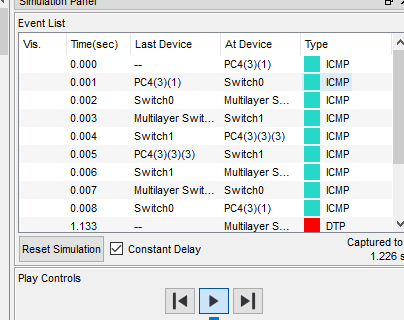 Simulation Panel
Event List
Vis. Time(sec) Last Device At Device Type
0.000 -- PC4(3)(1) ICMP
0.001 PC4(3)(1) Switch0 ICMP
0.002 Switch0 Multilayer S... ICMP
0.003 Multilayer Swit... Switch1 ICMP
0.004 Switch1 PC4(3)(3)(3) ICMP
0.005 PC4(3)(3)(3) Switch1 ICMP
0.006 Switch1 Multilayer S... ICMP
0.007 Multilayer Swit... Switch0 ICMP
0.008 Switch0 PC4(3)(1) ICMP
1.133 -- Multilayer S... DTP
Reset Simulation Constant Delay Captured to
1.226 s
Play Controls